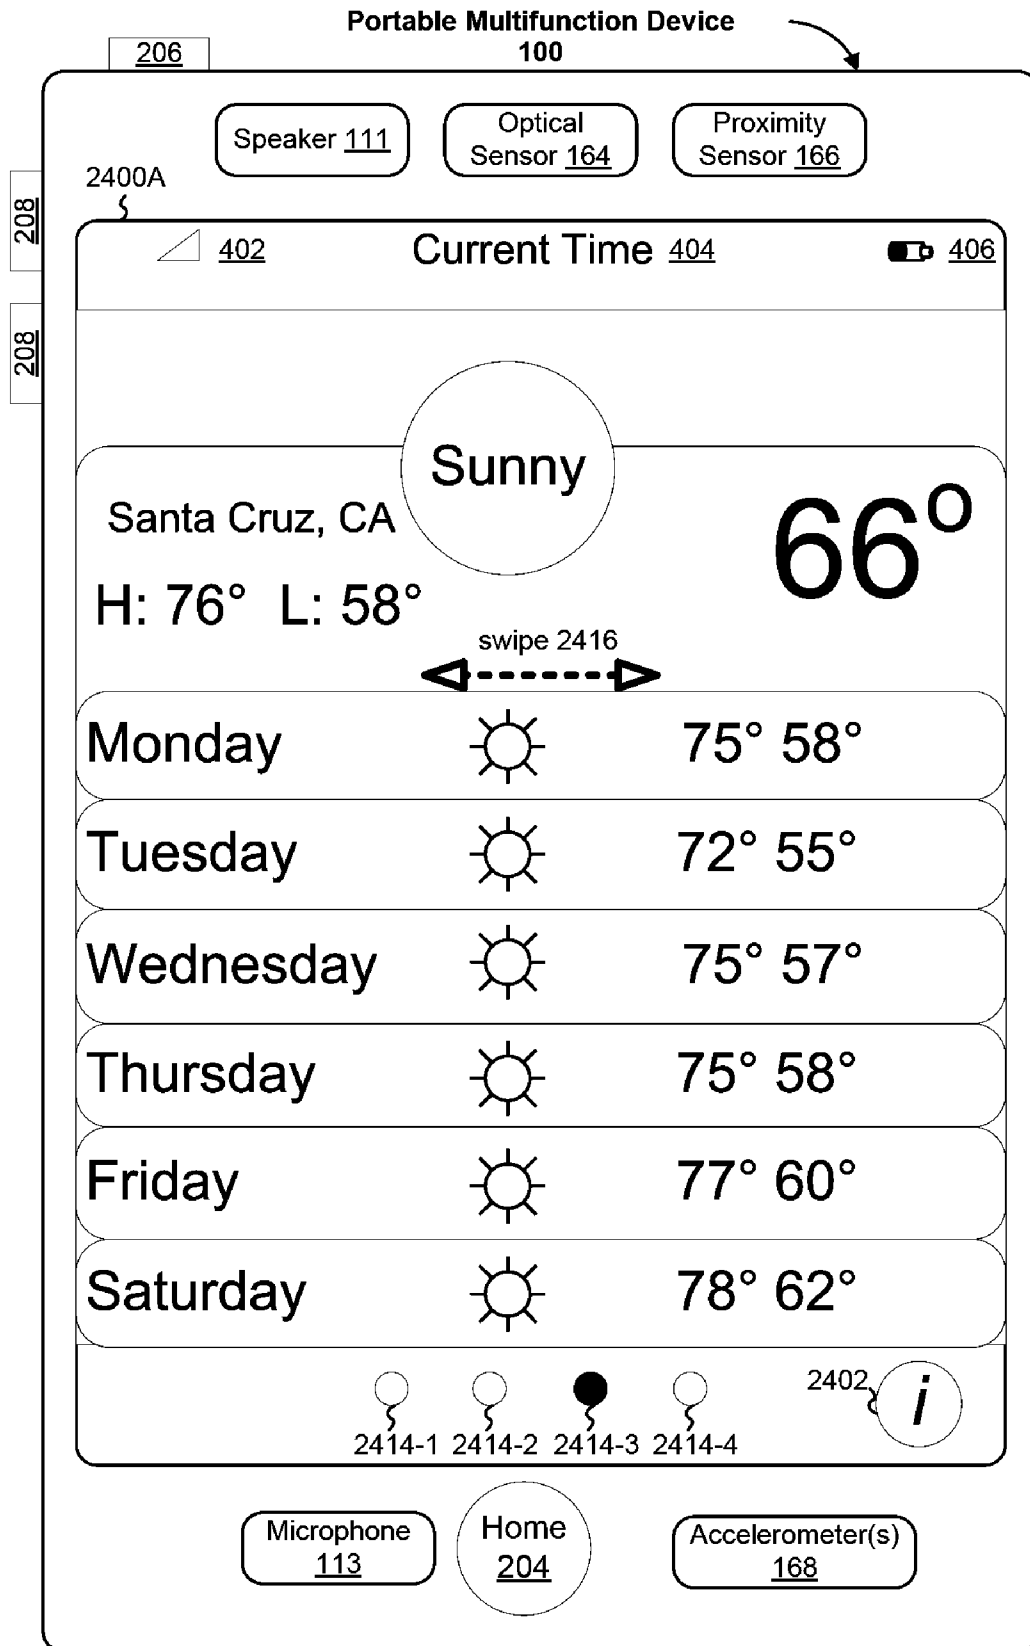 Portable Multifunction Device
100
206
Speaker 111
Optical
Sensor 164
Proximity
Sensor 166
2400A
208
208
402
Current Time 404
406
Sunny
Santa Cruz, CA
66°
H: 76° L: 58°
swipe 2416
Monday 75° 58°
Tuesday 72° 55°
Wednesday 75° 57°
Thursday 75° 58°
Friday 77° 60°
Saturday 78° 62°
2402 i
2414-1 2414-2 2414-3 2414-4
Microphone
113
Home
204
Accelerometer(s)
168